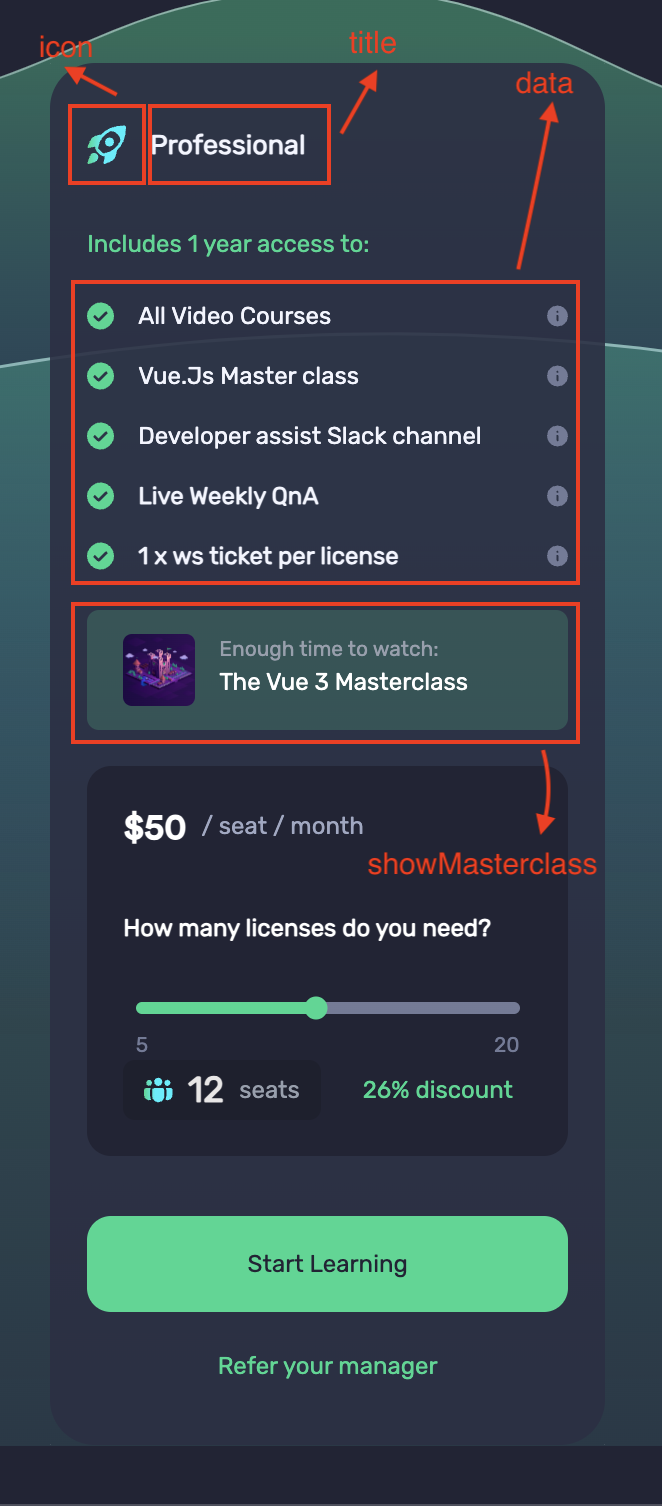 icon
title
data
Professional
Includes 1 year access to:
All Video Courses
Vue.Js Master class
Developer assist Slack channel
Live Weekly QnA
1 x ws ticket per license
Enough time to watch:
The Vue 3 Masterclass
$50 / seat / month
showMasterclass
How many licenses do you need?
5 20
12 seats 26% discount
Start Learning
Refer your manager